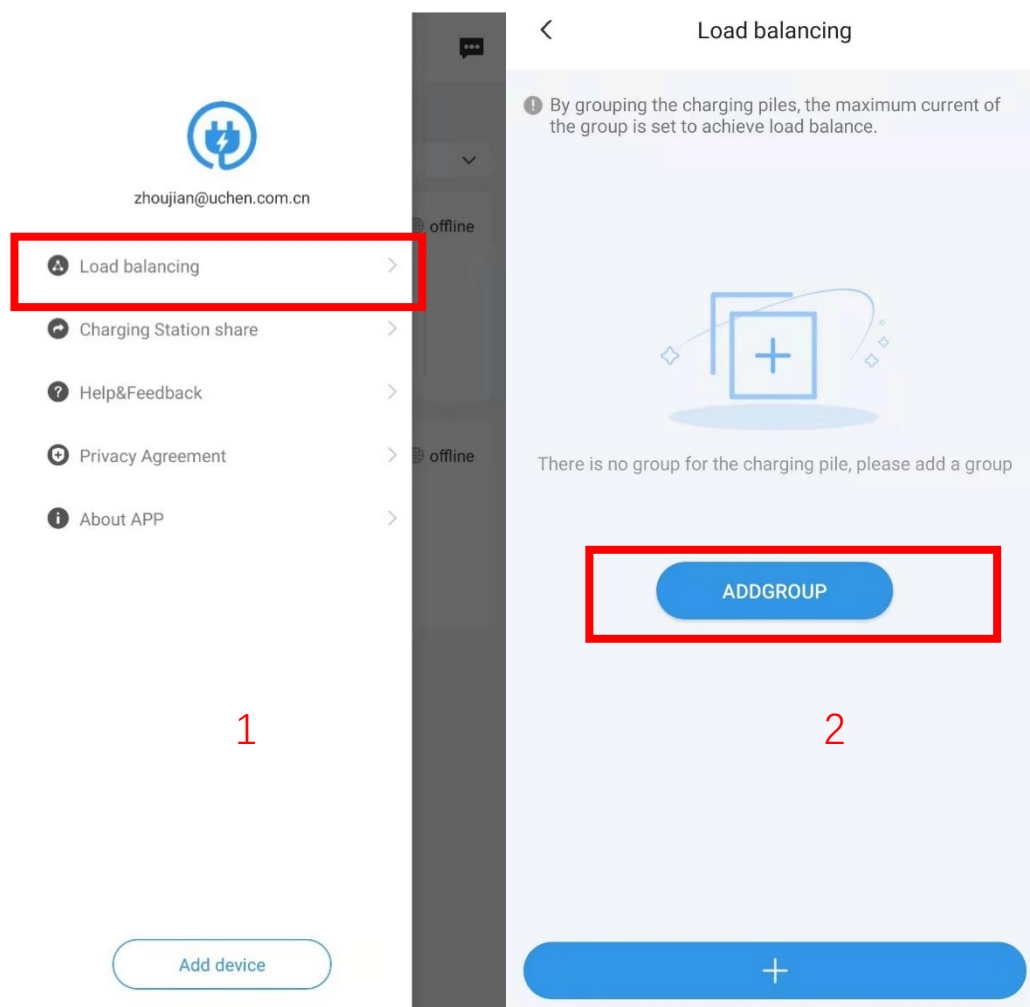 zhoujian@uchen.com.cn
offline
Load balancing
Charging Station share
Help&Feedback
Privacy Agreement
offline
About APP
1
Add device
Load balancing
By grouping the charging piles, the maximum current of
the group is set to achieve load balance.
There is no group for the charging pile, please add a group
ADDGROUP
2